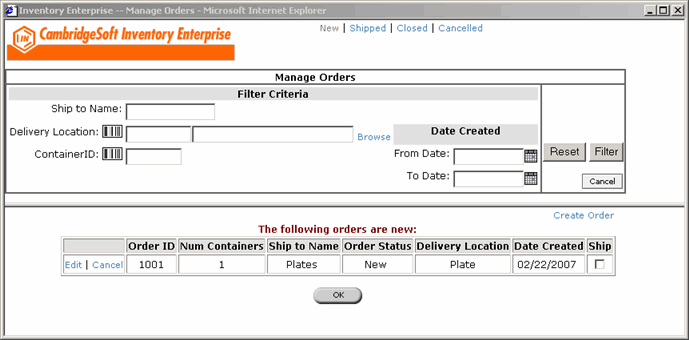 Inventory Enterprise -- Manage Orders - Microsoft Internet Explorer
INV CambridgeSoft Inventory Enterprise
New | Shipped | Closed | Cancelled
Manage Orders
Filter Criteria
Ship to Name:
Delivery Location: Browse
Date Created
ContainerID:
From Date:
Reset Filter
To Date:
Cancel
Create Order
The following orders are new:
Order ID Num Containers Ship to Name Order Status Delivery Location Date Created Ship
Edit | Cancel 1001 1 Plates New Plate 02/22/2007
OK